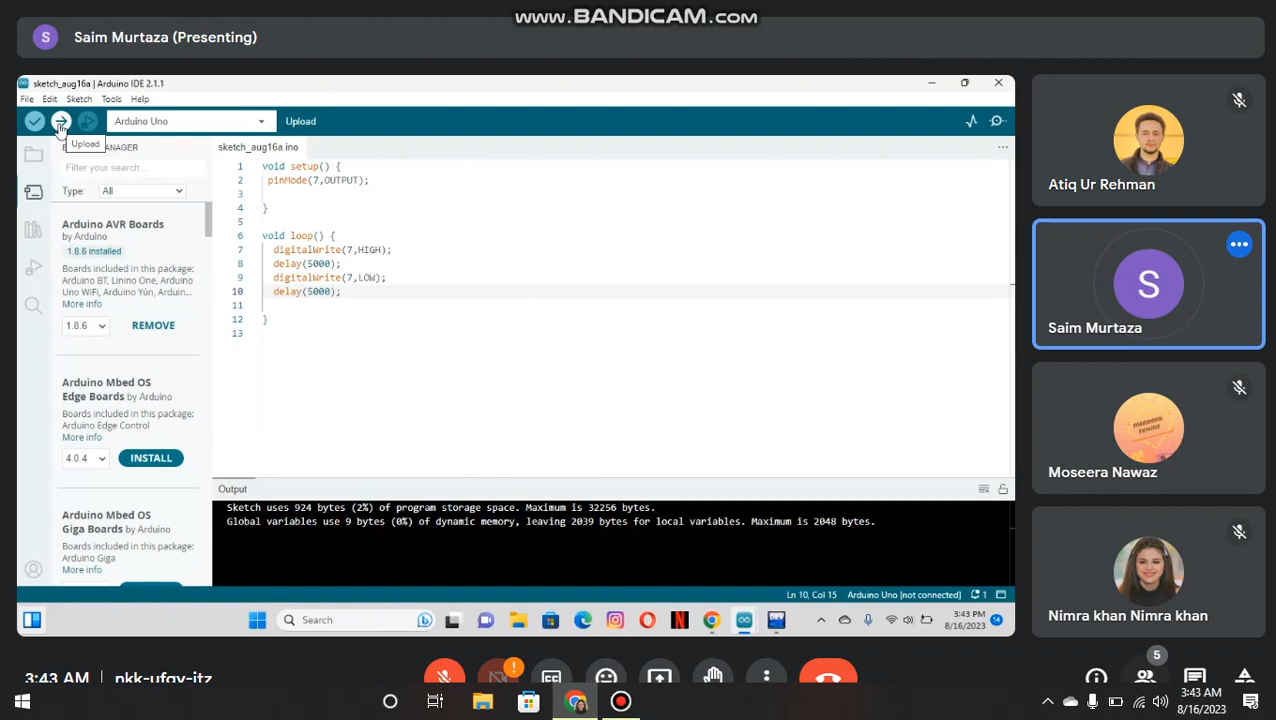 WWW.BANDICAM.COM
S Saim Murtaza (Presenting)
sketch_aug16a | Arduino IDE 2.1.1
File Edit Sketch Tools Help
Arduino Uno
Upload
Upload
MANAGER
Filter your search...
Type: All
Arduino AVR Boards
by Arduino
1.8.6 installed
Boards included in this package:
Arduino BT, Linino One, Arduino
Uno WiFi, Arduino Yún, Arduin...
More info
1.8.6 REMOVE
Arduino Mbed OS
Edge Boards by Arduino
Boards included in this package:
Arduino Edge Control
More info
4.0.4 INSTALL
Arduino Mbed OS
Giga Boards by Arduino
Boards included in this package:
Arduino Giga
More info
sketch_aug16a.ino
1 void setup() {
2 pinMode(7,OUTPUT);
3
4 }
5
6 void loop() {
7 digitalWrite(7,HIGH);
8 delay(5000);
9 digitalWrite(7,LOW);
10 delay(5000);
11
12 }
13
Output
Sketch uses 924 bytes (2%) of program storage space. Maximum is 32256 bytes.
Global variables use 9 bytes (0%) of dynamic memory, leaving 2039 bytes for local variables. Maximum is 2048 bytes.
Ln 10, Col 15 Arduino Uno [not connected] 1
Search
3:43 PM
8/16/2023
Atiq Ur Rehman
S
Saim Murtaza
Moseera Nawaz
Nimra khan Nimra khan
5
3:43 AM nkk-ufqy-itz
3:43 AM
8/16/2023